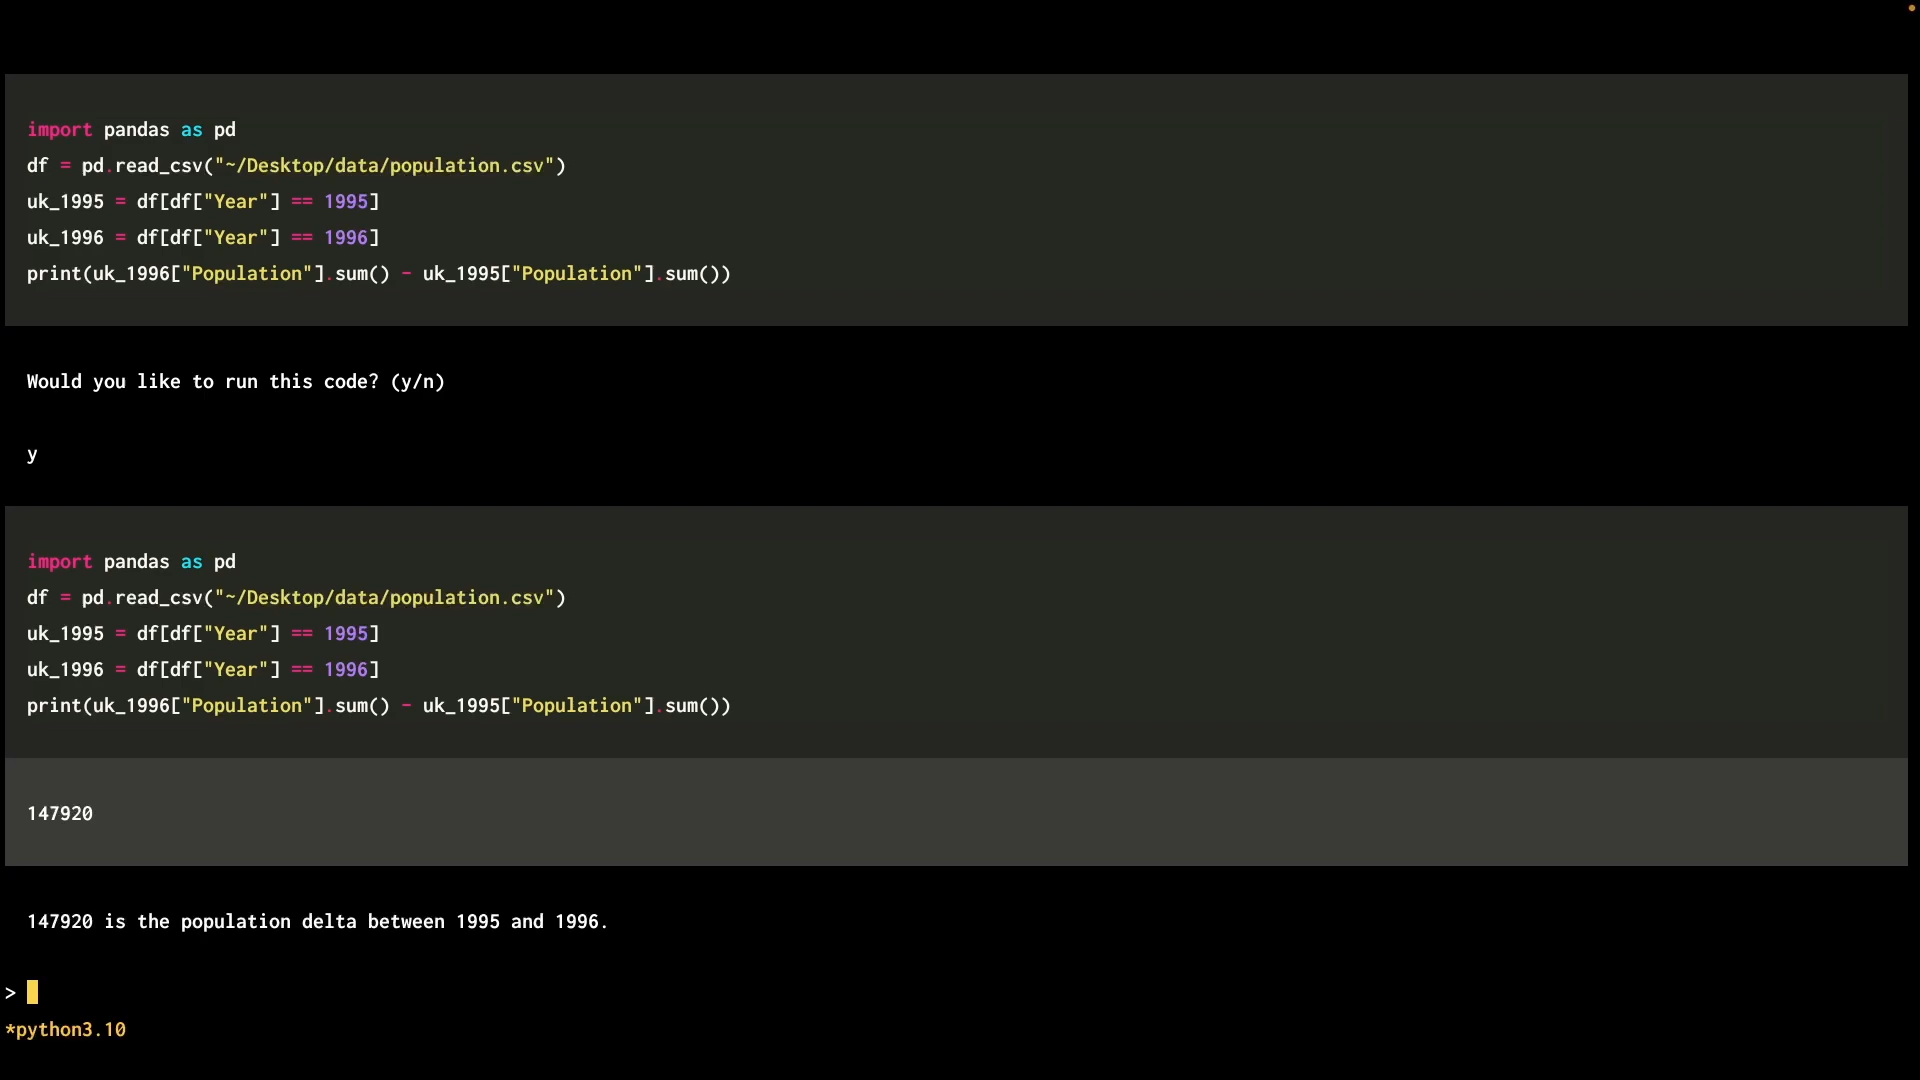 import pandas as pd
df = pd.read_csv("~/Desktop/data/population.csv")
uk_1995 = df[df["Year"] == 1995]
uk_1996 = df[df["Year"] == 1996]
print(uk_1996["Population"].sum() - uk_1995["Population"].sum())
Would you like to run this code? (y/n)
y
import pandas as pd
df = pd.read_csv("~/Desktop/data/population.csv")
uk_1995 = df[df["Year"] == 1995]
uk_1996 = df[df["Year"] == 1996]
print(uk_1996["Population"].sum() - uk_1995["Population"].sum())
147920
147920 is the population delta between 1995 and 1996.
>
*python3.10